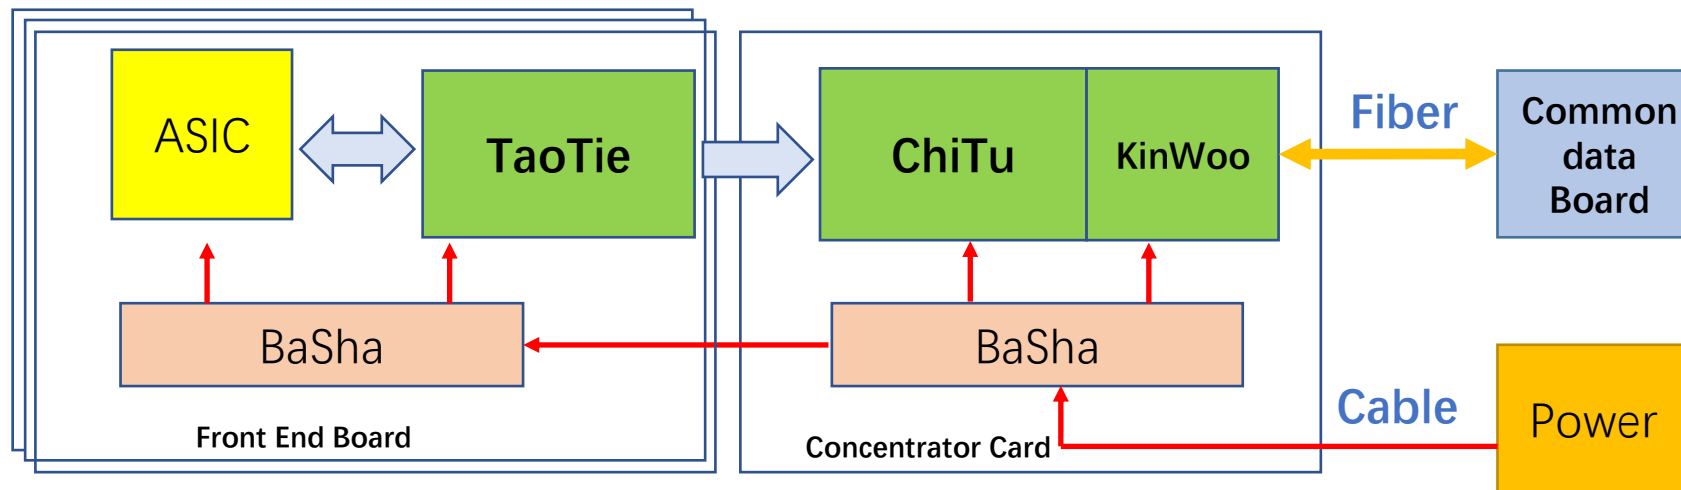 ASIC
TaoTie
ChiTu
KinWoo
Fiber
Common
data
Board
BaSha
BaSha
Cable
Power
Front End Board
Concentrator Card